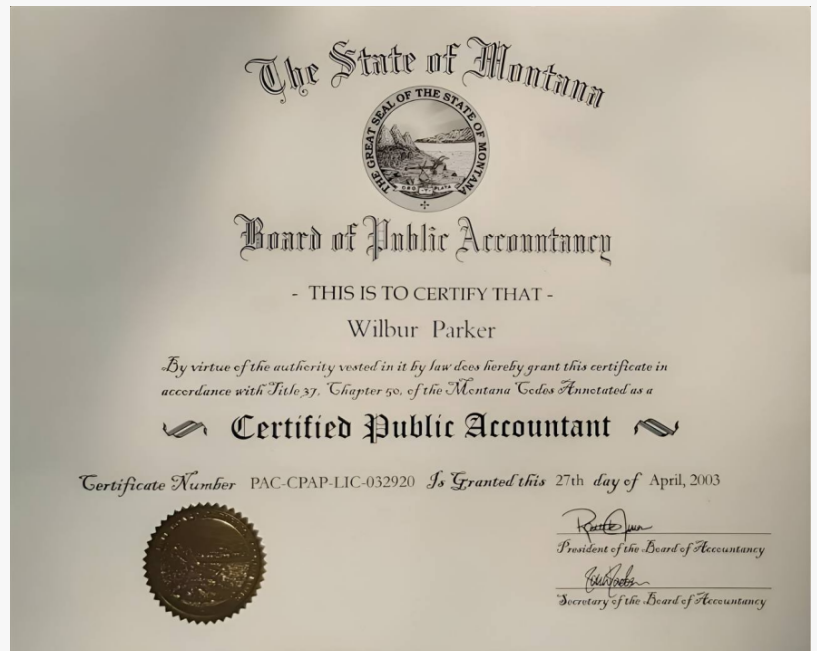 The State of Montana
THE GREAT SEAL OF THE STATE OF MONTANA
ORO Y PLATA
Board of Public Accountancy
- THIS IS TO CERTIFY THAT -
Wilbur Parker
By virtue of the authority vested in it by law does hereby grant this certificate in
accordance with Title 37, Chapter 50, of the Montana Codes Annotated as a
Certified Public Accountant
Certificate Number PAC-CPAP-LIC-032920 Is Granted this 27th day of April, 2003
President of the Board of Accountancy
Secretary of the Board of Accountancy